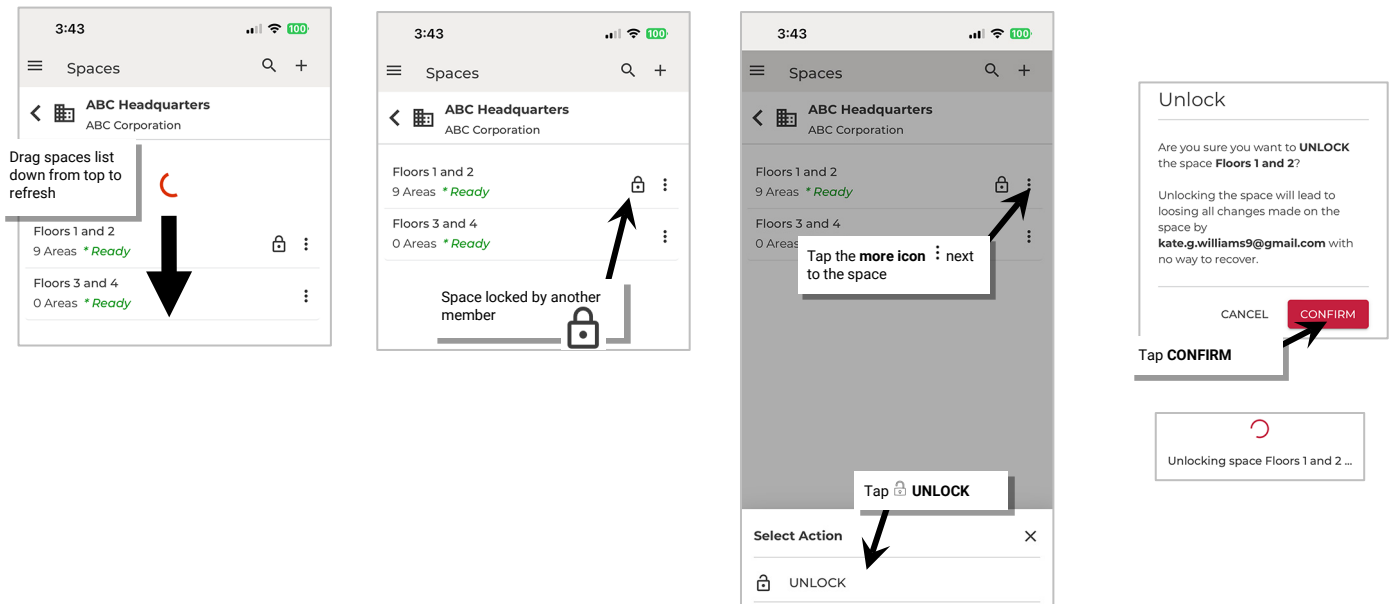 3:43
100
Spaces
ABC Headquarters
ABC Corporation
Drag spaces list
down from top to
refresh
Floors 1 and 2
9 Areas * Ready
Floors 3 and 4
0 Areas * Ready
3:43
100
Spaces
ABC Headquarters
ABC Corporation
Floors 1 and 2
9 Areas * Ready
Floors 3 and 4
0 Areas * Ready
Space locked by another
member
3:43
100
Spaces
ABC Headquarters
ABC Corporation
Floors 1 and 2
9 Areas * Ready
Floors 3 and 4
0 Areas
Tap the more icon ⋮ next
to the space
Tap UNLOCK
Select Action
UNLOCK
Unlock
Are you sure you want to UNLOCK
the space Floors 1 and 2?
Unlocking the space will lead to
loosing all changes made on the
space by
kate.g.williams9@gmail.com with
no way to recover.
CANCEL CONFIRM
Tap CONFIRM
Unlocking space Floors 1 and 2 ...